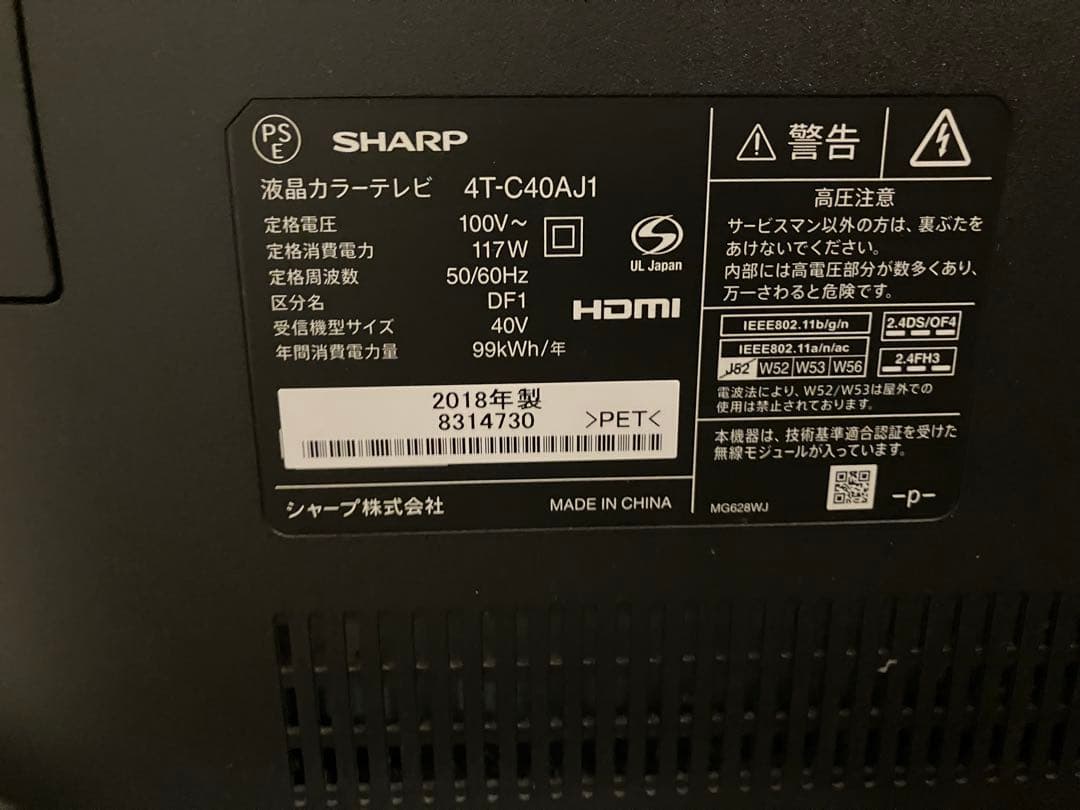 PS
E
SHARP
液晶カラーテレビ 4T-C40AJ1
定格電圧 100V～
定格消費電力 117W
定格周波数 50/60Hz
区分名 DF1
受信機型サイズ 40V
年間消費電力量 99kWh/年
UL Japan
HDMI
2018年製
8314730 >PET<
シャープ株式会社 MADE IN CHINA
警告
高圧注意
サービスマン以外の方は、裏ぶたを
あけないでください。
内部には高電圧部分が数多くあり、
万一さわると危険です。
IEEE802.11b/g/n
IEEE802.11a/n/ac
J52 W52 W53 W56
2.4DS/OF4
2.4FH3
電波法により、W52/W53は屋外での
使用は禁止されております。
本機器は、技術基準適合認証を受けた
無線モジュールが入っています。
MG628WJ -p-